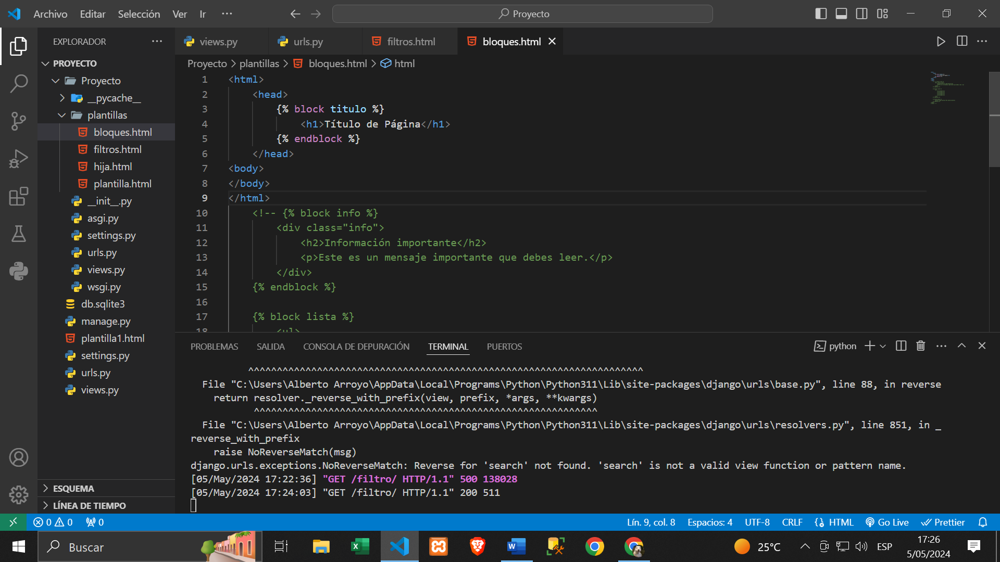 Archivo Editar Selección Ver Ir ···
Proyecto
EXPLORADOR ···
PROYECTO
Proyecto
__pycache__
plantillas
bloques.html
filtros.html
hija.html
plantilla.html
__init__.py
asgi.py
settings.py
urls.py
views.py
wsgi.py
db.sqlite3
manage.py
plantilla1.html
settings.py
urls.py
views.py
ESQUEMA
LÍNEA DE TIEMPO
views.py urls.py filtros.html bloques.html
Proyecto > plantillas > bloques.html > html
1 <html>
2 <head>
3 {% block titulo %}
4 <h1>Título de Página</h1>
5 {% endblock %}
6 </head>
7 <body>
8 </body>
9 </html>
10 <!-- {% block info %}
11 <div class="info">
12 <h2>Información importante</h2>
13 <p>Este es un mensaje importante que debes leer.</p>
14 </div>
15 {% endblock %}
16
17 {% block lista %}
18 <ul>
PROBLEMAS SALIDA CONSOLA DE DEPURACIÓN TERMINAL PUERTOS
python
^^^^^^^^^^^^^^^^^^^^^^^^^^^^^^^^^^^^^^^^^^^^^^^^^^^^^^^^^^^^^^^^^^^^^
File "C:\Users\Alberto Arroyo\AppData\Local\Programs\Python\Python311\Lib\site-packages\django\urls\base.py", line 88, in reverse
return resolver._reverse_with_prefix(view, prefix, *args, **kwargs)
^^^^^^^^^^^^^^^^^^^^^^^^^^^^^^^^^^^^^^^^^^^^^^^^^^^^^^^^^^^^
File "C:\Users\Alberto Arroyo\AppData\Local\Programs\Python\Python311\Lib\site-packages\django\urls\resolvers.py", line 851, in _
reverse_with_prefix
raise NoReverseMatch(msg)
django.urls.exceptions.NoReverseMatch: Reverse for 'search' not found. 'search' is not a valid view function or pattern name.
[05/May/2024 17:22:36] "GET /filtro/ HTTP/1.1" 500 138028
[05/May/2024 17:24:03] "GET /filtro/ HTTP/1.1" 200 511
0 0 0 Lín. 9, col. 8 Espacios: 4 UTF-8 CRLF HTML Go Live Prettier
Buscar 25°C ESP 17:26
5/05/2024